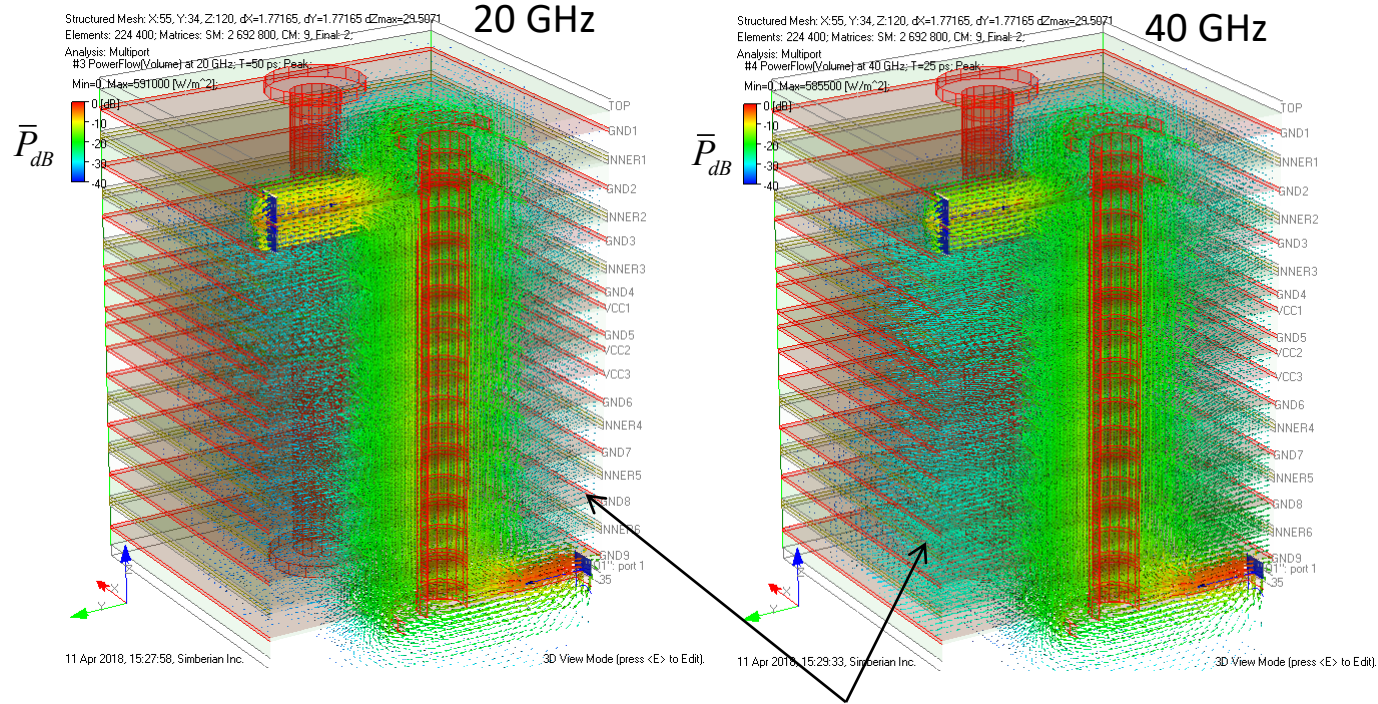 20 GHz
Structured Mesh: X:55, Y:34, Z:120, dX=1.77165, dY=1.77165 dZmax=29.5071
Elements: 224 400; Matrices: SM: 2 692 800, CM: 9, Final: 2;
Analysis: Multiport
#3 PowerFlow(Volume) at 20 GHz; T=50 ps; Peak;
Min=0, Max=591000 [W/m^2];
0 [dB]
-10
-20
-30
-40
P̅dB
TOP
GND1
INNER1
GND2
INNER2
GND3
INNER3
GND4
VCC1
GND5
VCC2
VCC3
GND6
INNER4
GND7
INNER5
GND8
INNER6
GND9
01": port 1
35
Z
X
Y
11 Apr 2018, 15:27:58, Simberian Inc.
3D View Mode (press <E> to Edit).
40 GHz
Structured Mesh: X:55, Y:34, Z:120, dX=1.77165, dY=1.77165 dZmax=29.5071
Elements: 224 400; Matrices: SM: 2 692 800, CM: 9, Final: 2;
Analysis: Multiport
#4 PowerFlow(Volume) at 40 GHz; T=25 ps; Peak;
Min=0, Max=585500 [W/m^2];
0 [dB]
-10
-20
-30
-40
P̅dB
TOP
GND1
INNER1
GND2
INNER2
GND3
INNER3
GND4
VCC1
GND5
VCC2
VCC3
GND6
INNER4
GND7
INNER5
GND8
INNER6
GND9
01": port 1
35
Z
X
Y
11 Apr 2018, 15:29:33, Simberian Inc.
3D View Mode (press <E> to Edit).